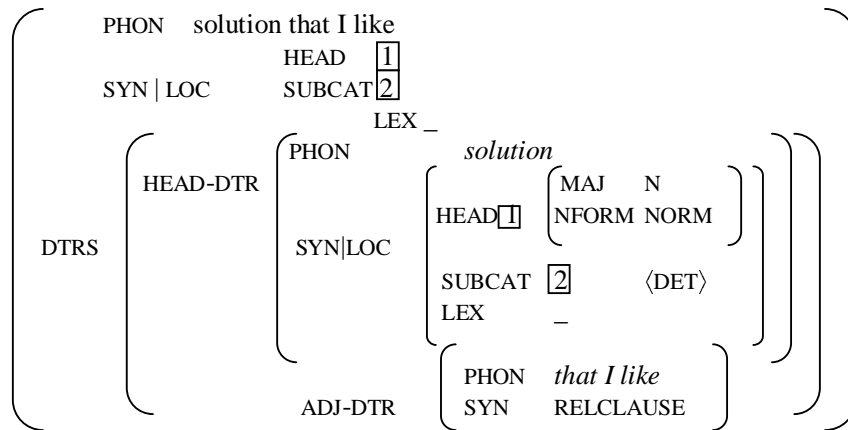 PHON solution that I like
HEAD 1
SYN | LOC SUBCAT 2
LEX _
PHON solution
HEAD-DTR MAJ N
HEAD 1 NFORM NORM
DTRS SYN|LOC
SUBCAT 2 ⟨DET⟩
LEX _
PHON that I like
ADJ-DTR SYN RELCLAUSE